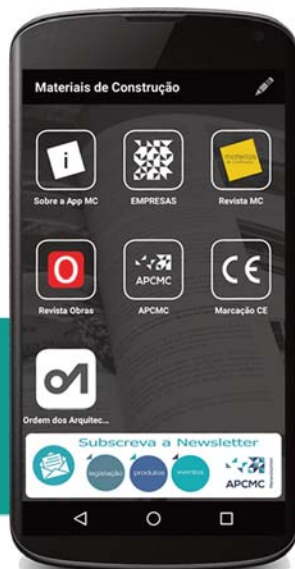 Materiais de Construção
i
Sobre a App MC
EMPRESAS
materiais
Revista MC
O
Revista Obras
APCMC
APCMC
CE
Marcação CE
Ordem dos Arquitec...
Subscreva a Newsletter
legislação
produtos
eventos
APCMC